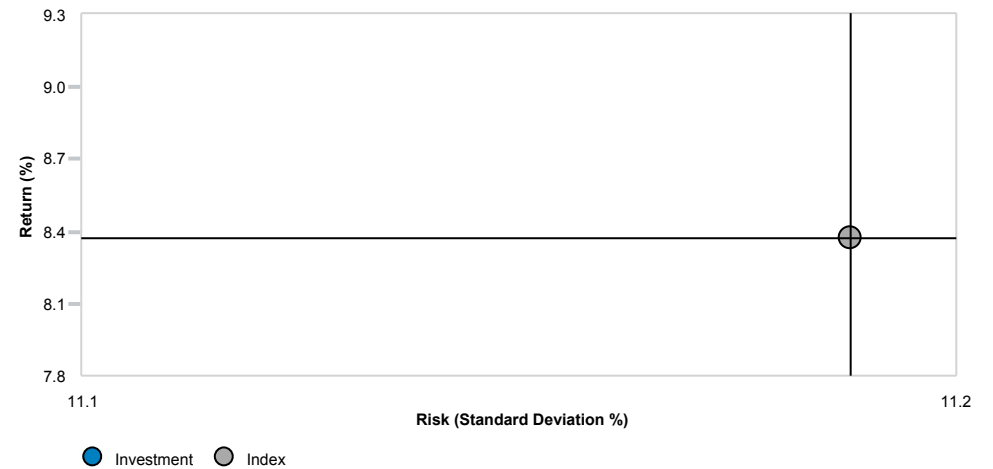 9.3
9.0
8.7
8.4
8.1
7.8
Return (%)
11.1 11.2
Risk (Standard Deviation %)
Investment Index